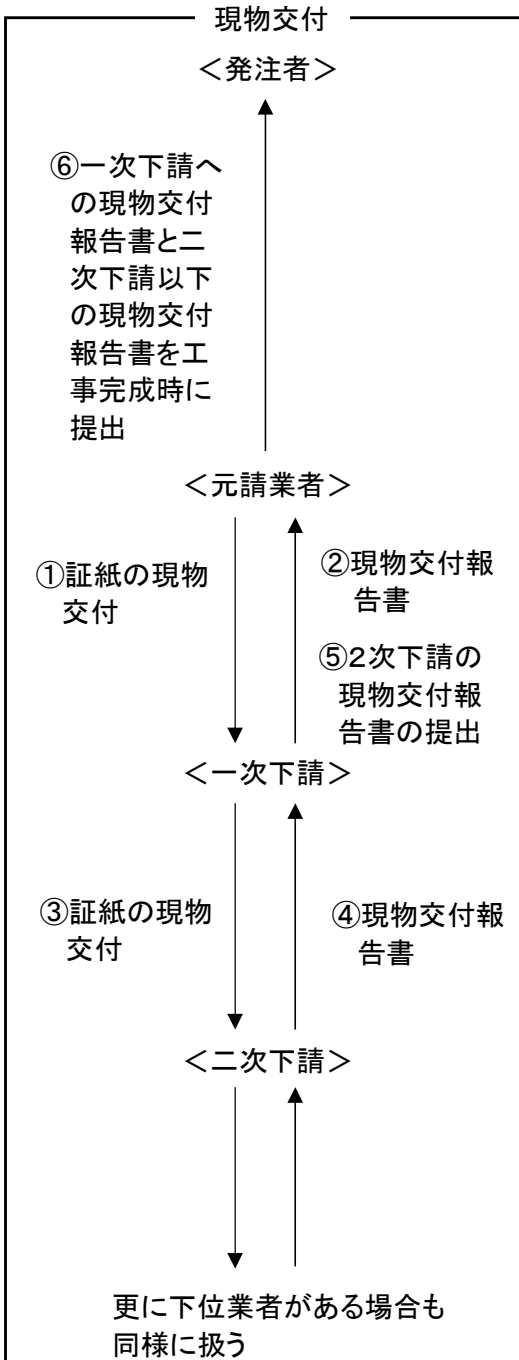 現物交付
＜発注者＞
⑥一次下請へ
の現物交付
報告書と二
次下請以下
の現物交付
報告書を工
事完成時に
提出
＜元請業者＞
①証紙の現物
交付
②現物交付報
告書
⑤2次下請の
現物交付報
告書の提出
＜一次下請＞
③証紙の現物
交付
④現物交付報
告書
＜二次下請＞
更に下位業者がある場合も
同様に扱う